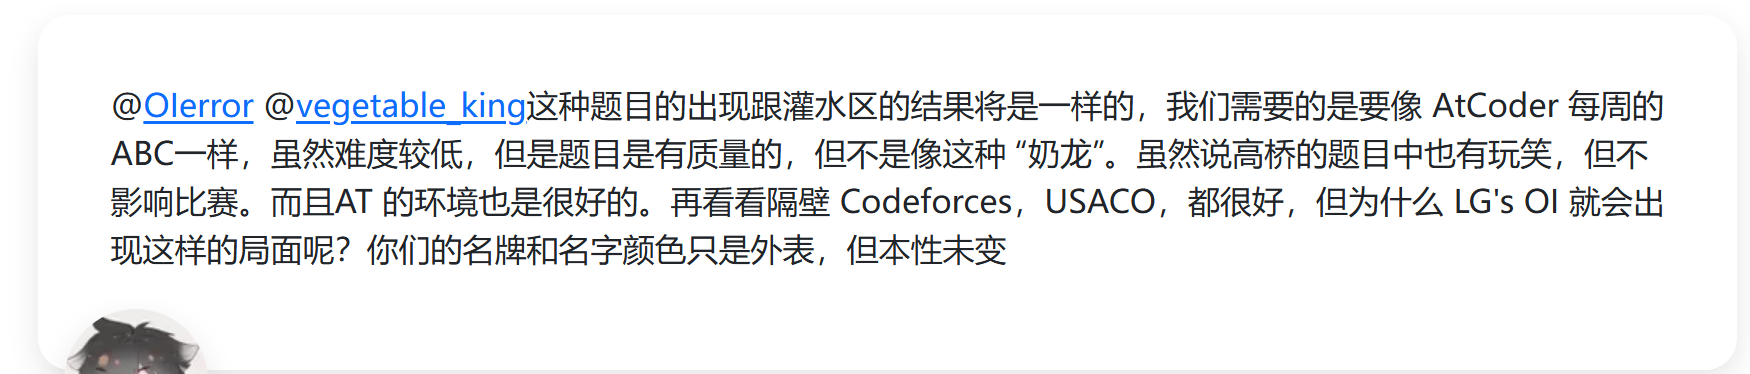 @OIerror @vegetable_king这种题目的出现跟灌水区的结果将是一样的，我们需要的是要像 AtCoder 每周的
ABC一样，虽然难度较低，但是题目是有质量的，但不是像这种 “奶龙”。虽然说高桥的题目中也有玩笑，但不
影响比赛。而且AT 的环境也是很好的。再看看隔壁 Codeforces，USACO，都很好，但为什么 LG's OI 就会出
现这样的局面呢？你们的名牌和名字颜色只是外表，但本性未变